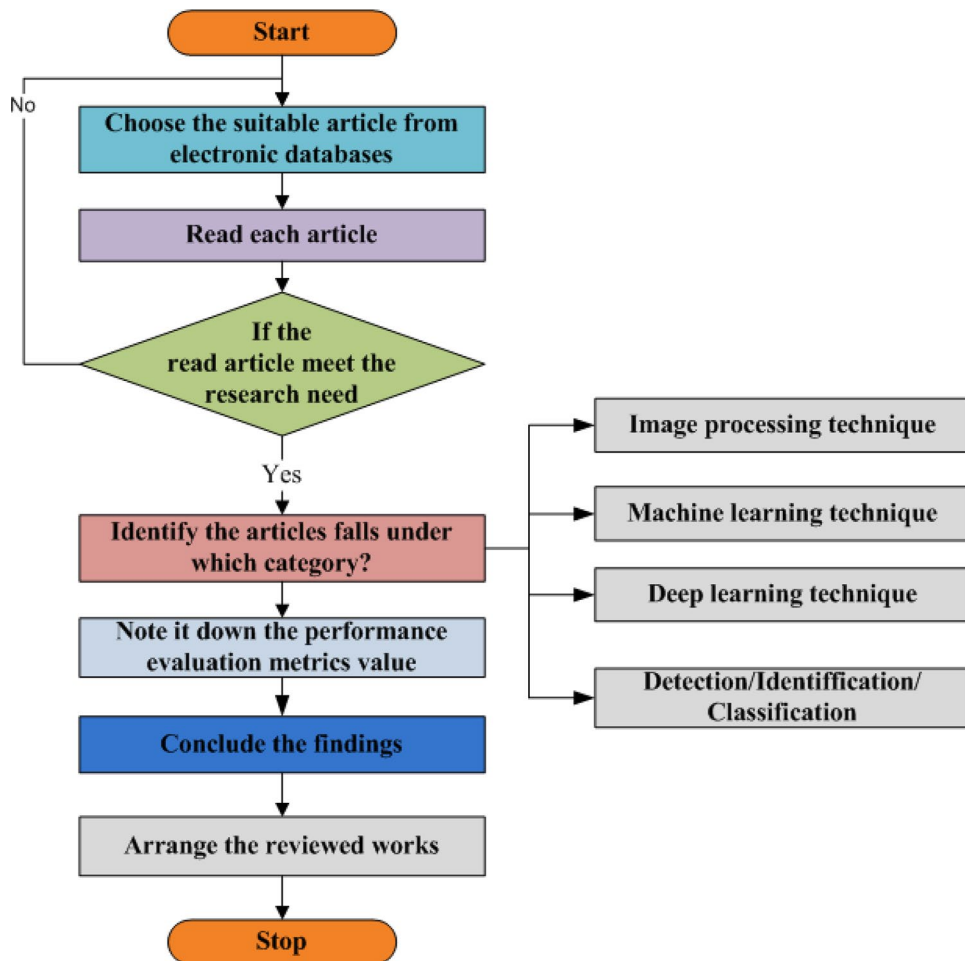 Start
No
Choose the suitable article from
electronic databases
Read each article
If the
read article meet the
research need
Yes
Identify the articles falls under
which category?
Image processing technique
Machine learning technique
Deep learning technique
Detection/Identiffication/
Classification
Note it down the performance
evaluation metrics value
Conclude the findings
Arrange the reviewed works
Stop